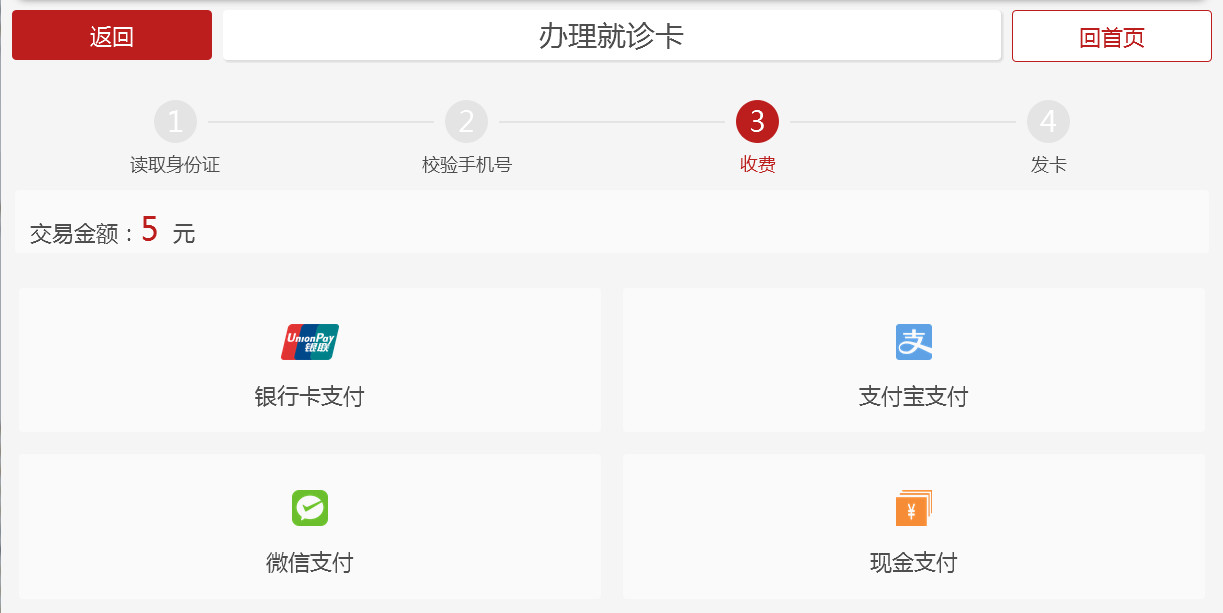 返回 办理就诊卡 回首页
1 2 3 4
读取身份证 校验手机号 收费 发卡
交易金额：5 元
UnionPay
银联
银行卡支付 支付宝支付
微信支付 现金支付